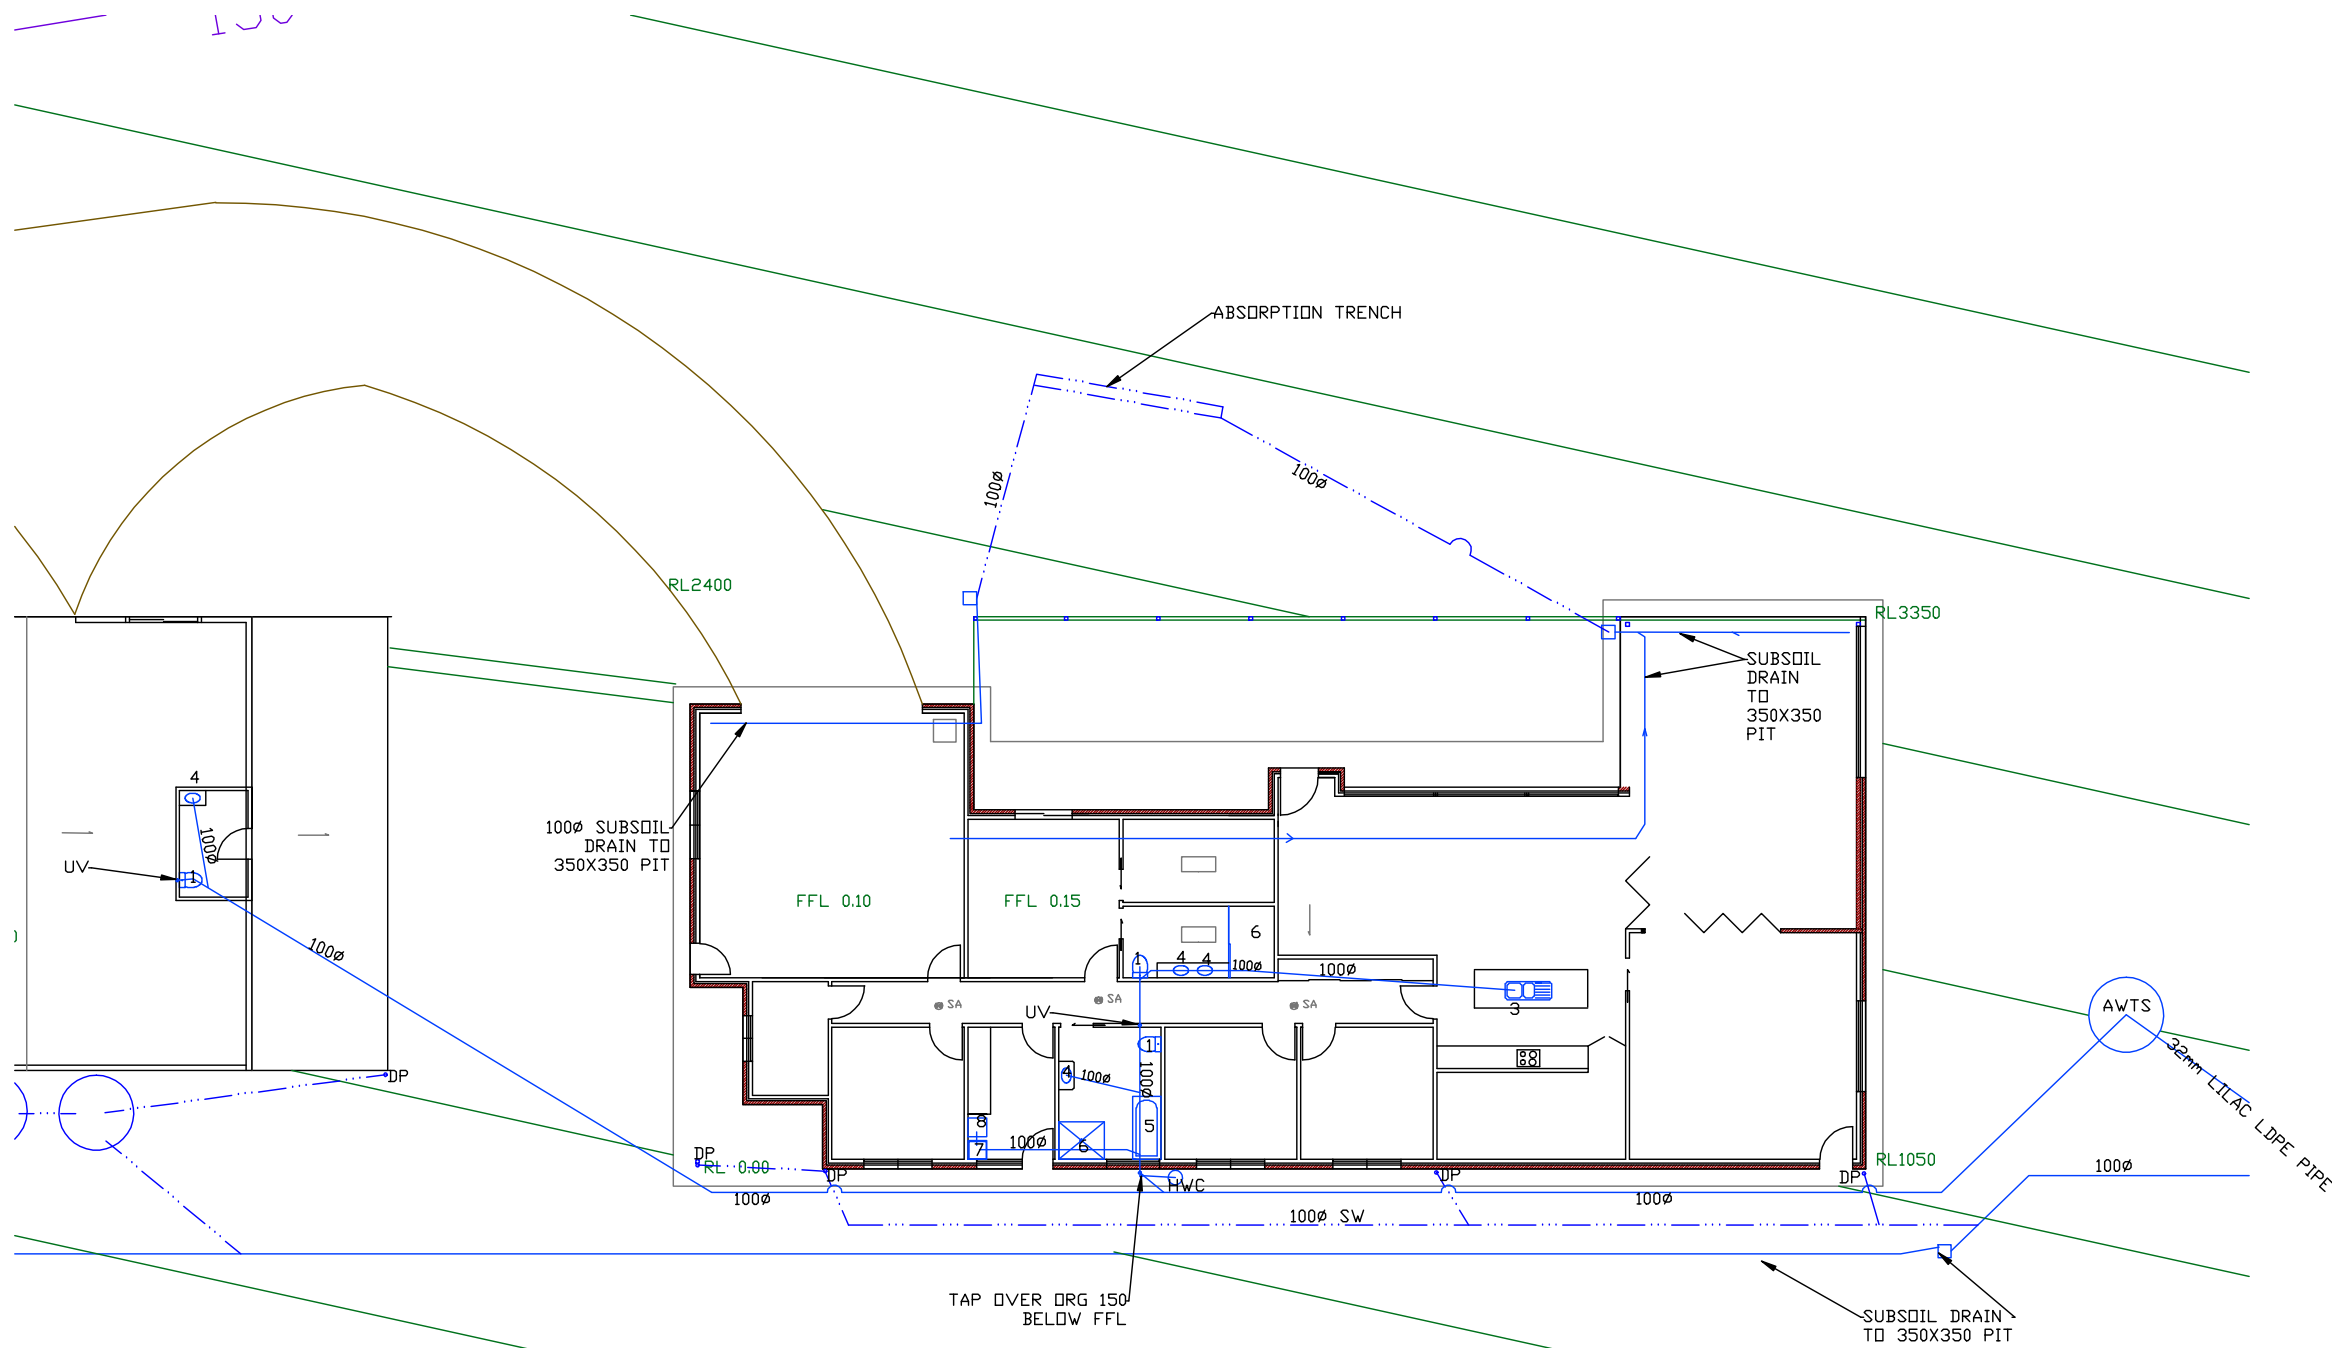 150
ABSORPTION TRENCH
100ø
100ø
RL2400
RL3350
SUBSOIL
DRAIN
TO
350X350
PIT
4
100ø
UV
1
100ø SUBSOIL
DRAIN TO
350X350 PIT
FFL 0.10
FFL 0.15
6
100ø
1
4
4
100ø
100ø
3
@ SA
@ SA
@ SA
UV
AWTS
32mm LILAC LDPE PIPE
1
4
100ø
100ø
DP
8
7
100ø
6
5
DP
RL 0.00
DP
HWC
DP
DP
RL1050
100ø
100ø
100ø
100ø SW
TAP OVER ORG 150
BELOW FFL
SUBSOIL DRAIN
TO 350X350 PIT